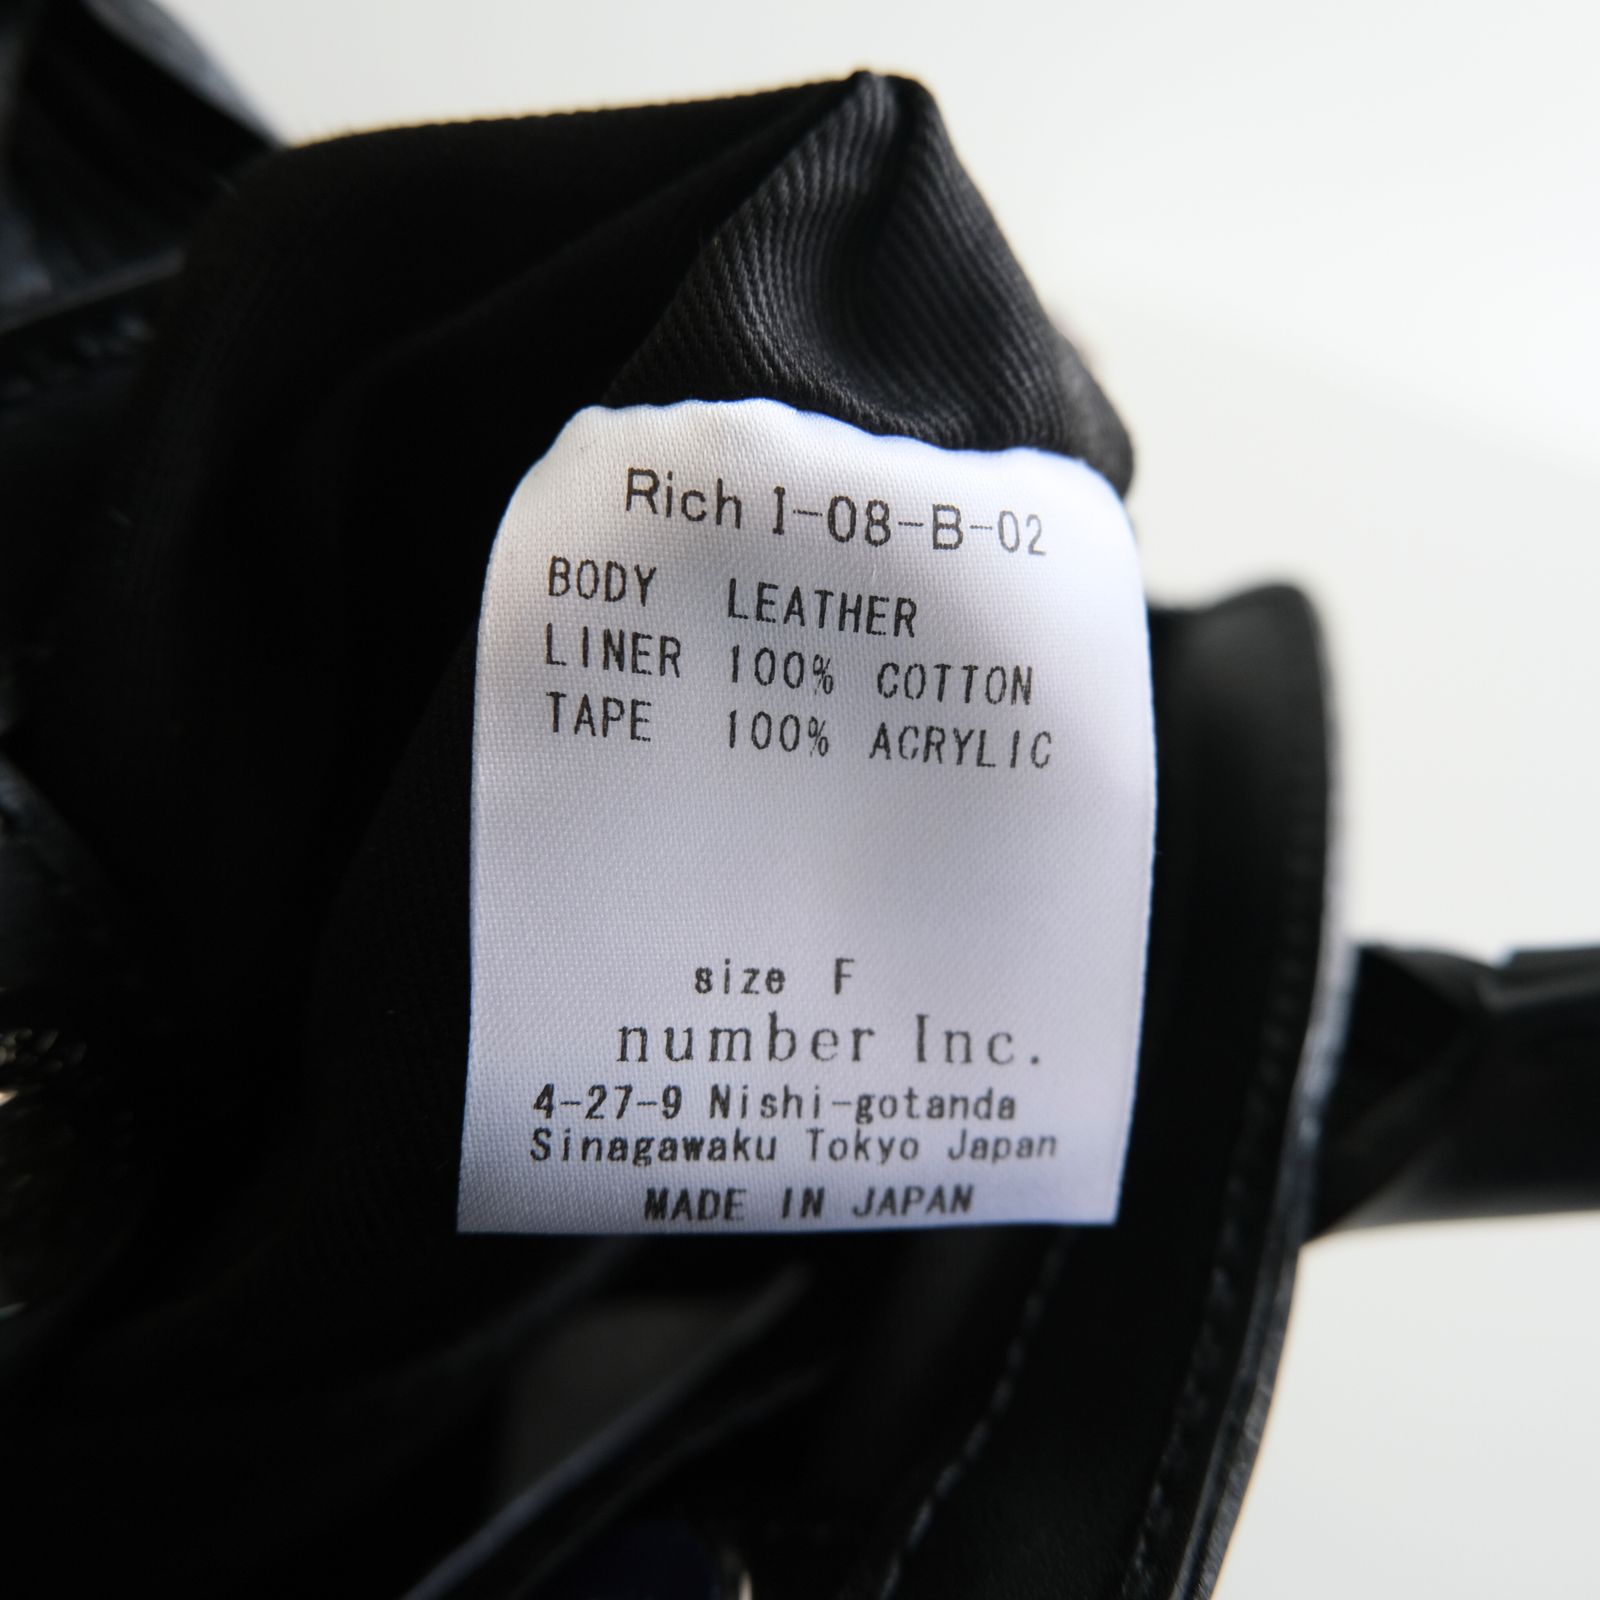 Rich I-08-B-02
BODY LEATHER
LINER 100% COTTON
TAPE 100% ACRYLIC
size F
number Inc.
4-27-9 Nishi-gotanda
Sinagawaku Tokyo Japan
MADE IN JAPAN